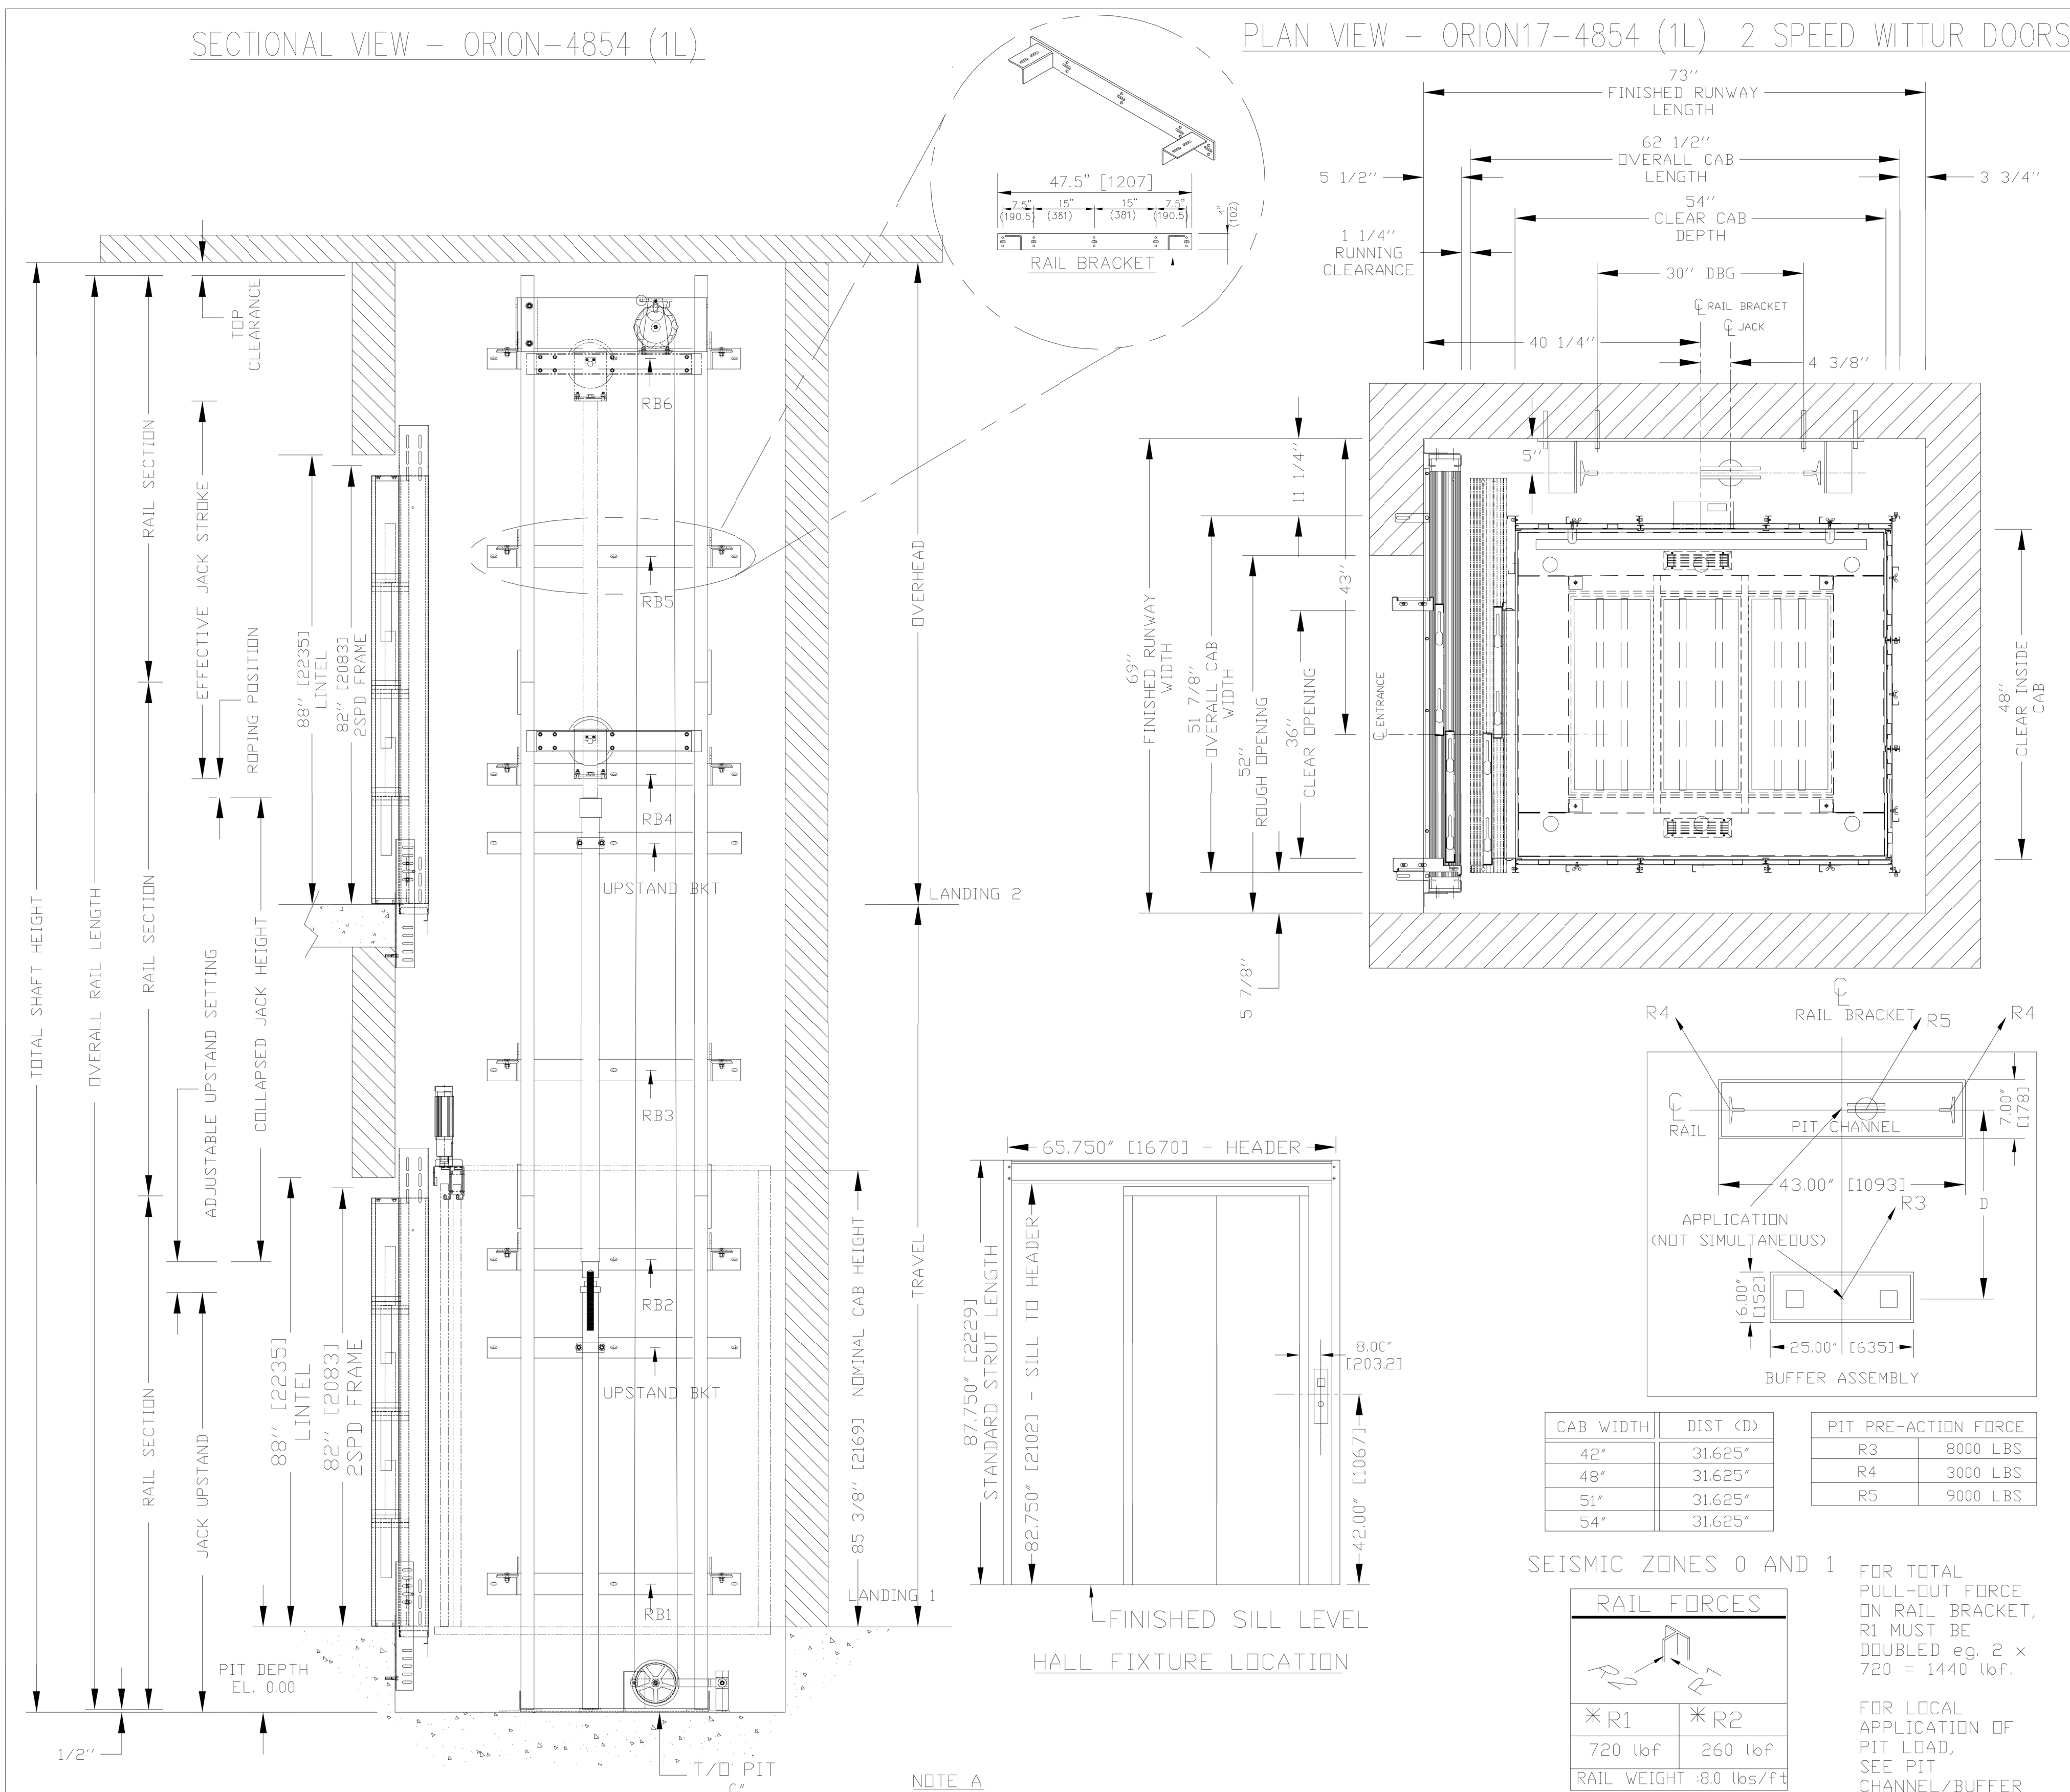 SECTIONAL VIEW - ORION-4854 (1L)
PLAN VIEW - ORION17-4854 (1L) 2 SPEED WITTUR DOORS
47.5" [1207]
7.5"
(190.5)
15"
(381)
15"
(381)
7.5"
(190.5)
4"
(102)
RAIL BRACKET
TOTAL SHAFT HEIGHT
OVERALL RAIL LENGTH
RAIL SECTION
RAIL SECTION
RAIL SECTION
TOP
CLEARANCE
EFFECTIVE JACK STROKE
ROPING POSITION
ADJUSTABLE UPSTAND SETTING
COLLAPSED JACK HEIGHT
JACK UPSTAND
88'' [2235]
LINTEL
82'' [2083]
2SPD FRAME
88'' [2235]
LINTEL
82'' [2083]
2SPD FRAME
RB6
RB5
RB4
UPSTAND BKT
RB3
RB2
UPSTAND BKT
RB1
OVERHEAD
LANDING 2
TRAVEL
85 3/8'' [2169] NOMINAL CAB HEIGHT
LANDING 1
PIT DEPTH
EL. 0.00
1/2''
T/O PIT
0"
NOTE A
73''
FINISHED RUNWAY
LENGTH
62 1/2''
OVERALL CAB
LENGTH
5 1/2''
3 3/4''
54''
CLEAR CAB
DEPTH
1 1/4''
RUNNING
CLEARANCE
30'' DBG
RAIL BRACKET
JACK
40 1/4''
4 3/8''
5''
11 1/4''
43''
69''
FINISHED RUNWAY
WIDTH
51 7/8''
OVERALL CAB
WIDTH
52''
ROUGH OPENING
36''
CLEAR OPENING
ENTRANCE
48''
CLEAR INSIDE
CAB
5 7/8''
R4
RAIL BRACKET
R5
R4
RAIL
PIT CHANNEL
7.00"
[178]
43.00" [1093]
R3
D
APPLICATION
(NOT SIMULTANEOUS)
6.00"
[152]
25.00" [635]
BUFFER ASSEMBLY
65.750" [1670] - HEADER
87.750" [2229]
STANDARD STRUT LENGTH
82.750" [2102] - SILL TO HEADER
8.00"
[203.2]
42.00" [1067]
FINISHED SILL LEVEL
HALL FIXTURE LOCATION
CAB WIDTH DIST (D)
42" 31.625"
48" 31.625"
51" 31.625"
54" 31.625"
PIT PRE-ACTION FORCE
R3 8000 LBS
R4 3000 LBS
R5 9000 LBS
SEISMIC ZONES 0 AND 1
RAIL FORCES
R2
R1
*R1 *R2
720 lbf 260 lbf
RAIL WEIGHT :8.0 lbs/ft
FOR TOTAL
PULL-OUT FORCE
ON RAIL BRACKET,
R1 MUST BE
DOUBLED eg. 2 x
720 = 1440 lbf.
FOR LOCAL
APPLICATION OF
PIT LOAD,
SEE PIT
CHANNEL/BUFFER